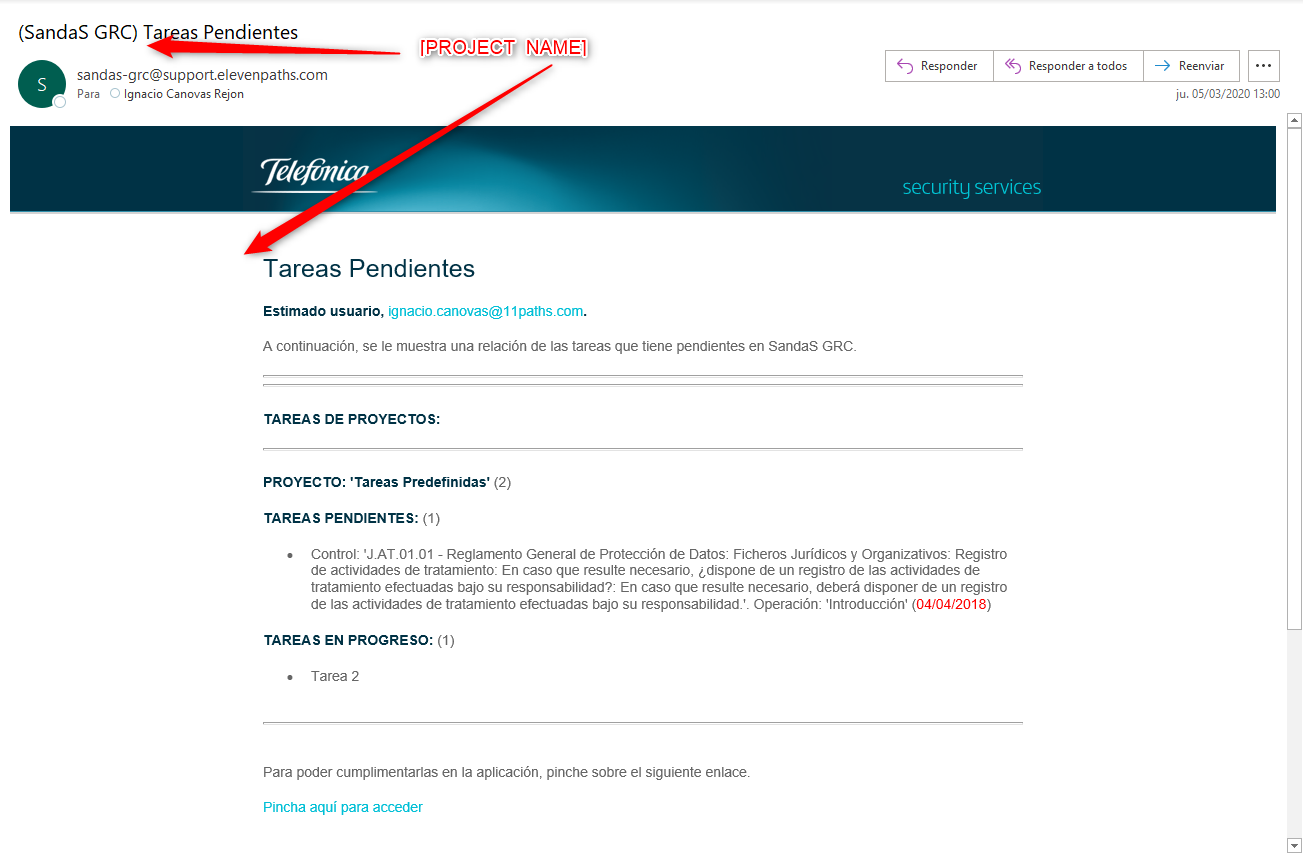 (SandaS GRC) Tareas Pendientes
[PROJECT_NAME]
S
sandas-grc@support.elevenpaths.com
Para Ignacio Canovas Rejon
Responder
Responder a todos
Reenviar
ju. 05/03/2020 13:00
Telefónica
security services
Tareas Pendientes
Estimado usuario, ignacio.canovas@11paths.com.
A continuación, se le muestra una relación de las tareas que tiene pendientes en SandaS GRC.
TAREAS DE PROYECTOS:
PROYECTO: 'Tareas Predefinidas' (2)
TAREAS PENDIENTES: (1)
• Control: 'J.AT.01.01 - Reglamento General de Protección de Datos: Ficheros Jurídicos y Organizativos: Registro
de actividades de tratamiento: En caso que resulte necesario, ¿dispone de un registro de las actividades de
tratamiento efectuadas bajo su responsabilidad?: En caso que resulte necesario, deberá disponer de un registro
de las actividades de tratamiento efectuadas bajo su responsabilidad.'. Operación: 'Introducción' (04/04/2018)
TAREAS EN PROGRESO: (1)
• Tarea 2
Para poder cumplimentarlas en la aplicación, pinche sobre el siguiente enlace.
Pincha aquí para acceder